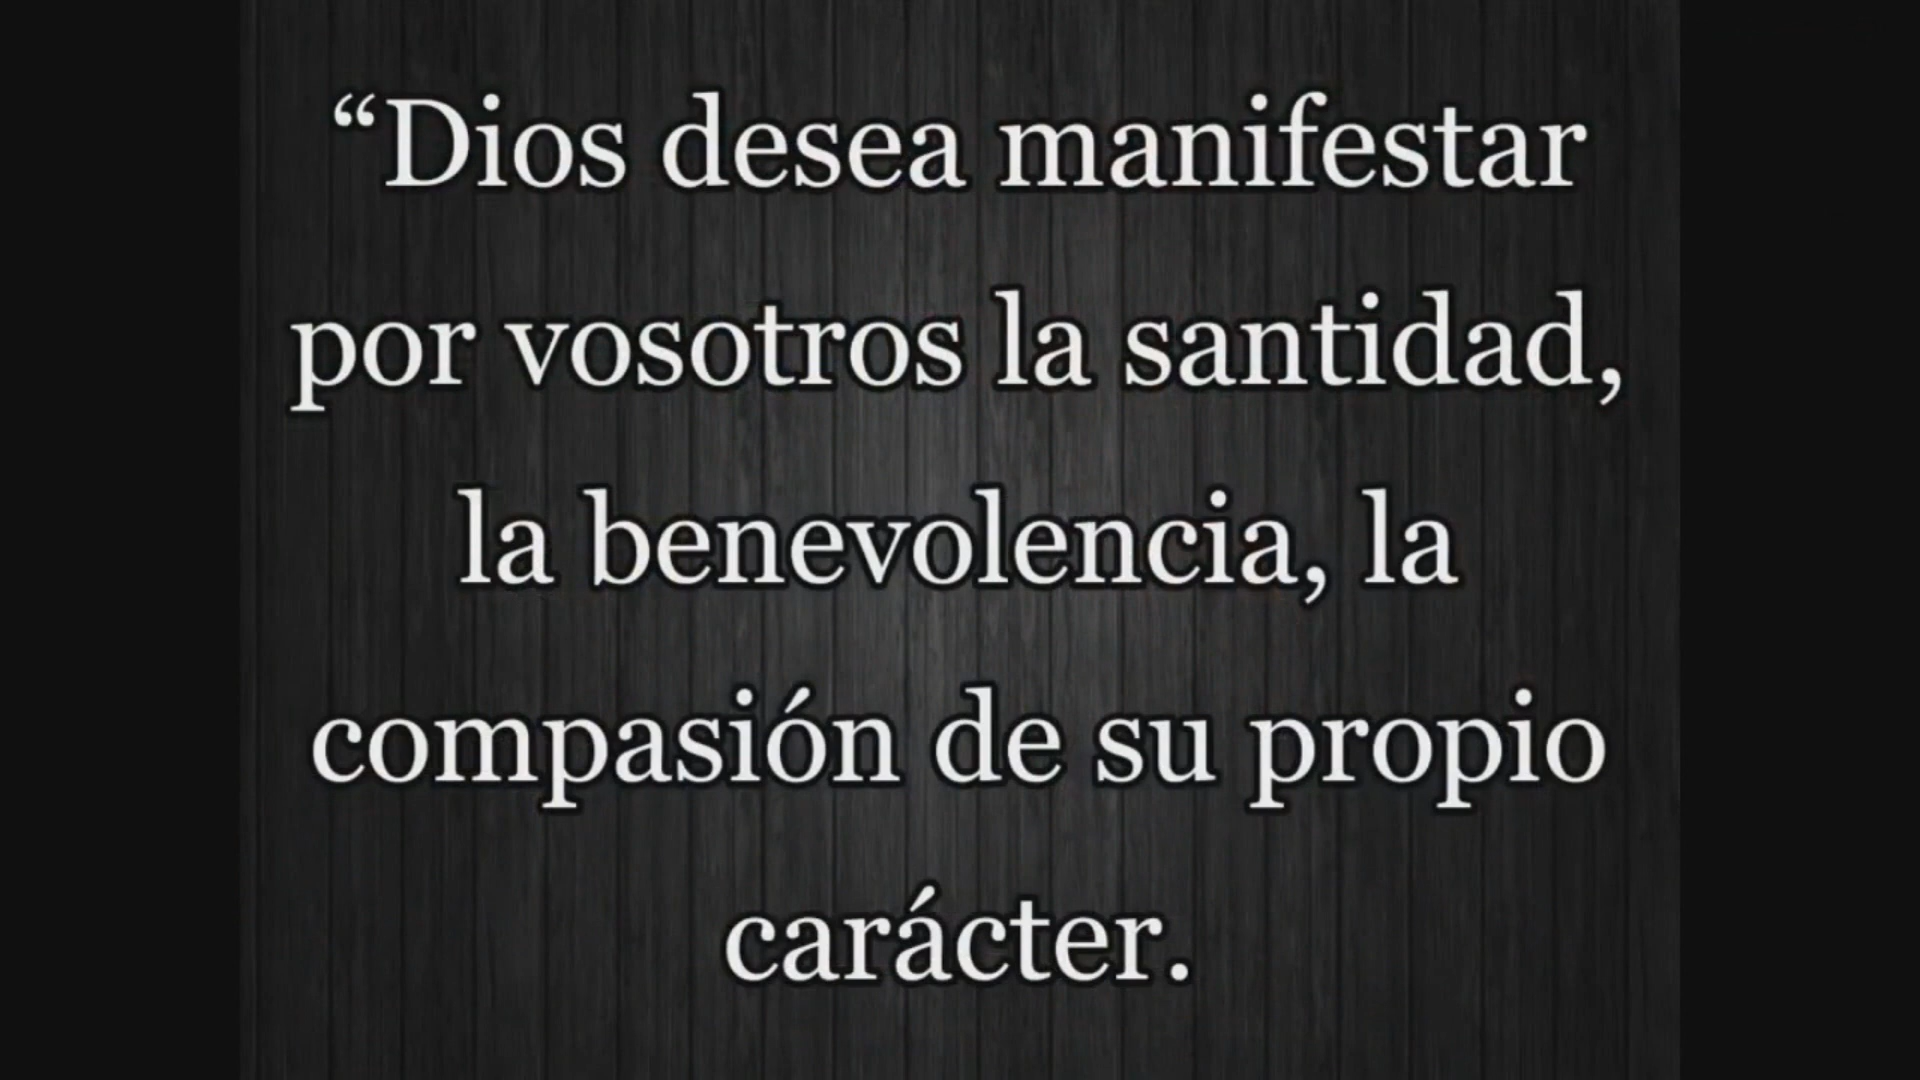 “Dios desea manifestar
por vosotros la santidad,
la benevolencia, la
compasión de su propio
carácter.